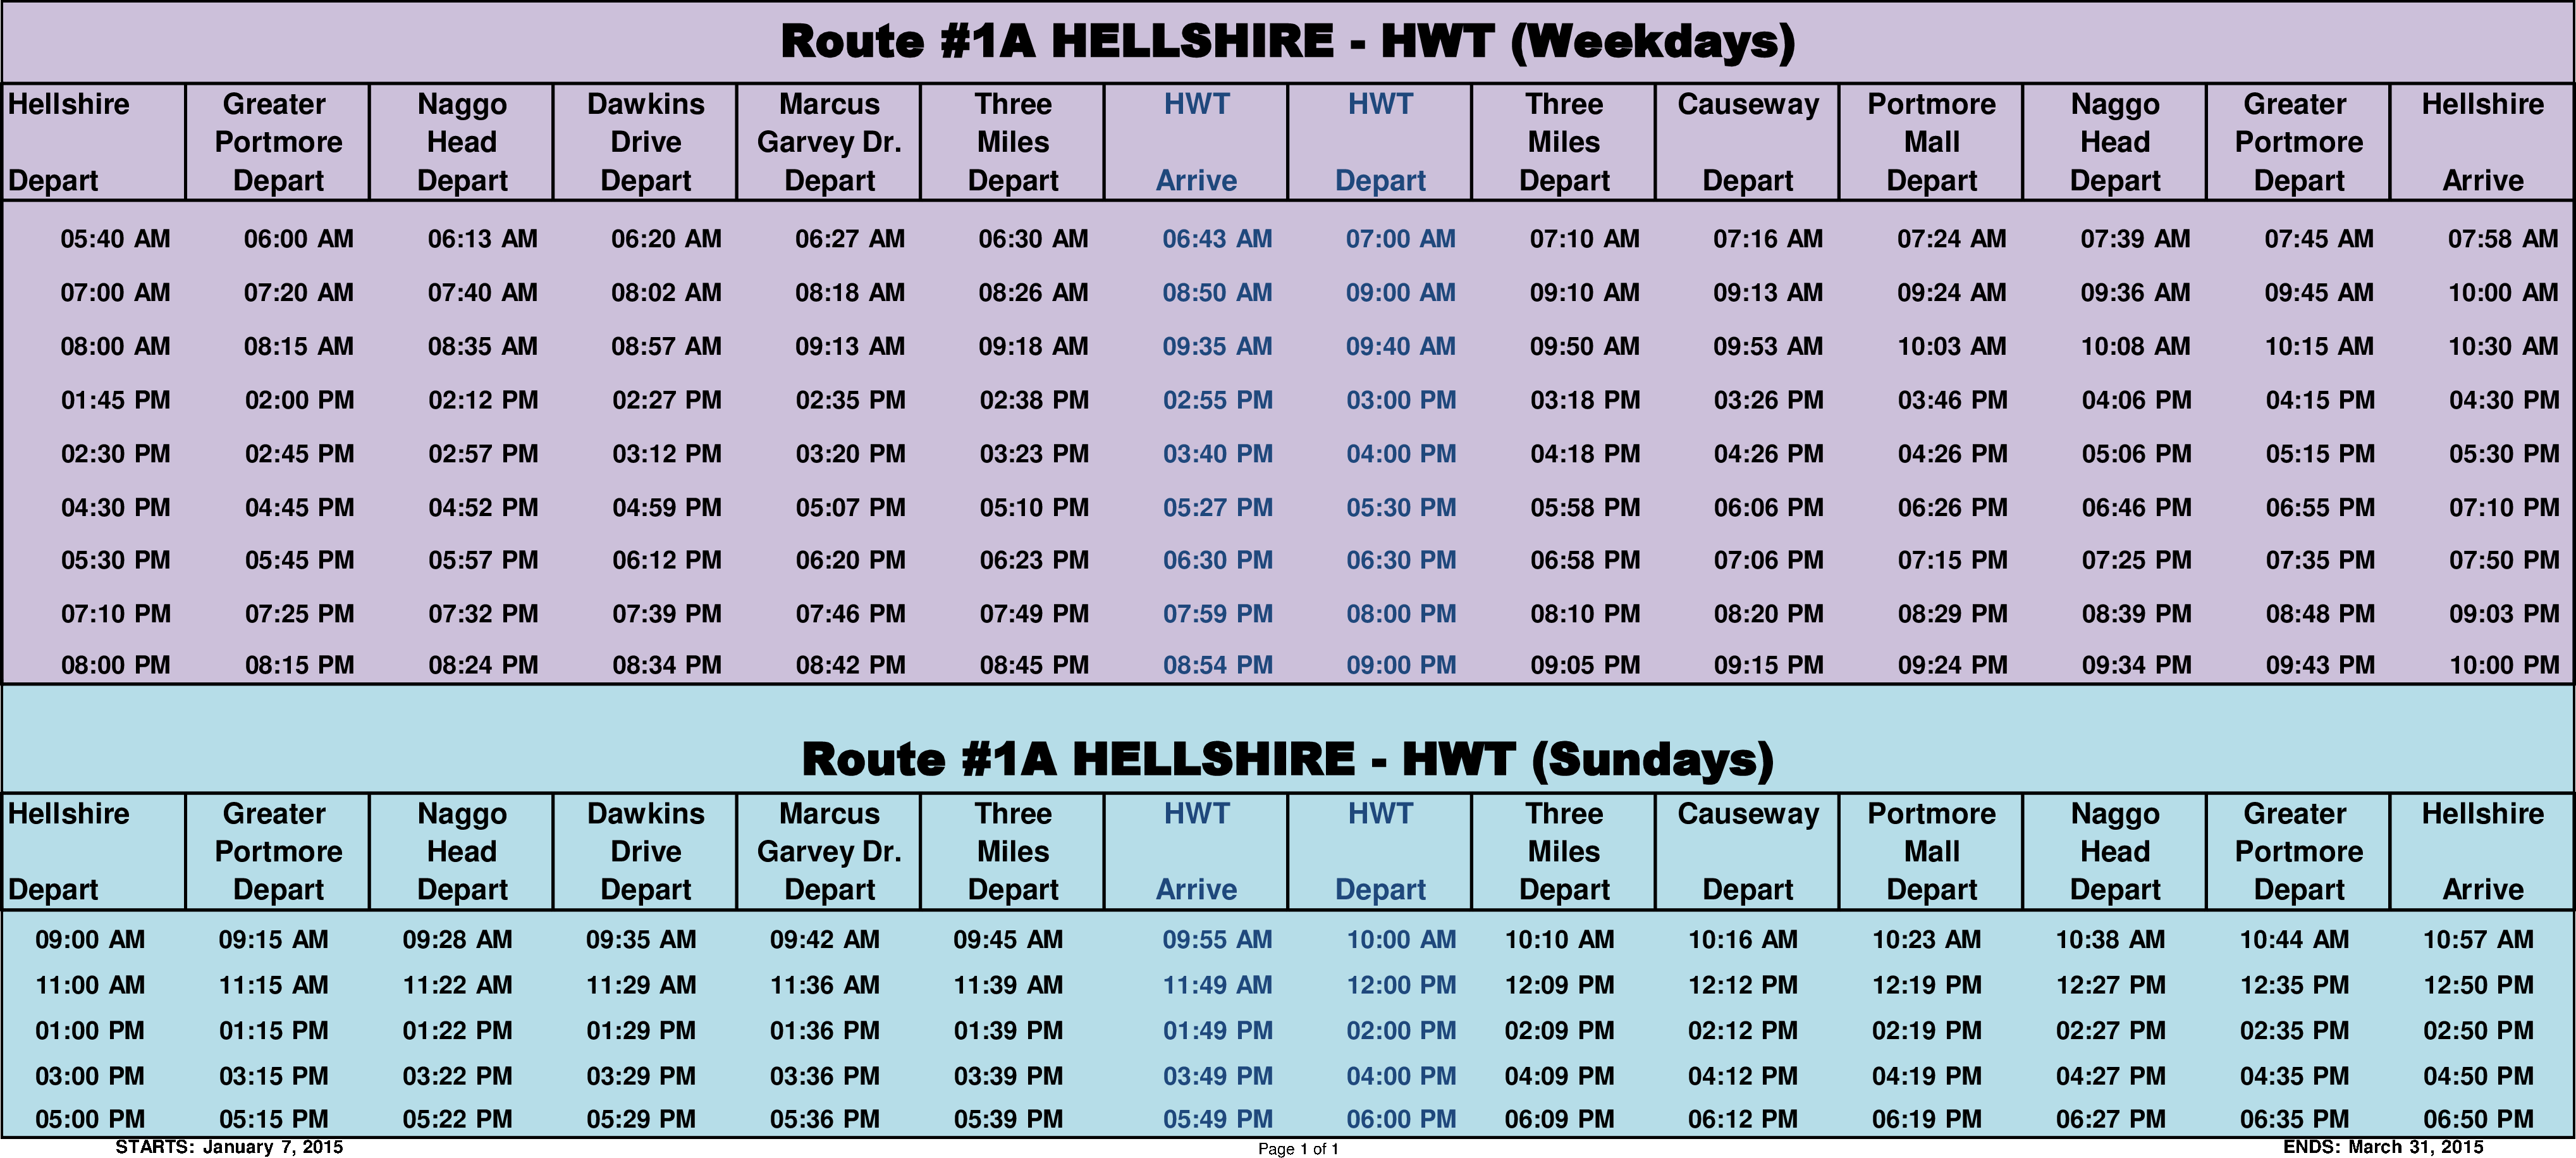 Route #1A HELLSHIRE - HWT (Weekdays)
Hellshire Greater Naggo Dawkins Marcus Three HWT HWT Three Causeway Portmore Naggo Greater Hellshire
Portmore Head Drive Garvey Dr. Miles Miles Mall Head Portmore
Depart Depart Depart Depart Depart Depart Arrive Depart Depart Depart Depart Depart Depart Arrive
05:40 AM 06:00 AM 06:13 AM 06:20 AM 06:27 AM 06:30 AM 06:43 AM 07:00 AM 07:10 AM 07:16 AM 07:24 AM 07:39 AM 07:45 AM 07:58 AM
07:00 AM 07:20 AM 07:40 AM 08:02 AM 08:18 AM 08:26 AM 08:50 AM 09:00 AM 09:10 AM 09:13 AM 09:24 AM 09:36 AM 09:45 AM 10:00 AM
08:00 AM 08:15 AM 08:35 AM 08:57 AM 09:13 AM 09:18 AM 09:35 AM 09:40 AM 09:50 AM 09:53 AM 10:03 AM 10:08 AM 10:15 AM 10:30 AM
01:45 PM 02:00 PM 02:12 PM 02:27 PM 02:35 PM 02:38 PM 02:55 PM 03:00 PM 03:18 PM 03:26 PM 03:46 PM 04:06 PM 04:15 PM 04:30 PM
02:30 PM 02:45 PM 02:57 PM 03:12 PM 03:20 PM 03:23 PM 03:40 PM 04:00 PM 04:18 PM 04:26 PM 04:26 PM 05:06 PM 05:15 PM 05:30 PM
04:30 PM 04:45 PM 04:52 PM 04:59 PM 05:07 PM 05:10 PM 05:27 PM 05:30 PM 05:58 PM 06:06 PM 06:26 PM 06:46 PM 06:55 PM 07:10 PM
05:30 PM 05:45 PM 05:57 PM 06:12 PM 06:20 PM 06:23 PM 06:30 PM 06:30 PM 06:58 PM 07:06 PM 07:15 PM 07:25 PM 07:35 PM 07:50 PM
07:10 PM 07:25 PM 07:32 PM 07:39 PM 07:46 PM 07:49 PM 07:59 PM 08:00 PM 08:10 PM 08:20 PM 08:29 PM 08:39 PM 08:48 PM 09:03 PM
08:00 PM 08:15 PM 08:24 PM 08:34 PM 08:42 PM 08:45 PM 08:54 PM 09:00 PM 09:05 PM 09:15 PM 09:24 PM 09:34 PM 09:43 PM 10:00 PM
Route #1A HELLSHIRE - HWT (Sundays)
Hellshire Greater Naggo Dawkins Marcus Three HWT HWT Three Causeway Portmore Naggo Greater Hellshire
Portmore Head Drive Garvey Dr. Miles Miles Mall Head Portmore
Depart Depart Depart Depart Depart Depart Arrive Depart Depart Depart Depart Depart Depart Arrive
09:00 AM 09:15 AM 09:28 AM 09:35 AM 09:42 AM 09:45 AM 09:55 AM 10:00 AM 10:10 AM 10:16 AM 10:23 AM 10:38 AM 10:44 AM 10:57 AM
11:00 AM 11:15 AM 11:22 AM 11:29 AM 11:36 AM 11:39 AM 11:49 AM 12:00 PM 12:09 PM 12:12 PM 12:19 PM 12:27 PM 12:35 PM 12:50 PM
01:00 PM 01:15 PM 01:22 PM 01:29 PM 01:36 PM 01:39 PM 01:49 PM 02:00 PM 02:09 PM 02:12 PM 02:19 PM 02:27 PM 02:35 PM 02:50 PM
03:00 PM 03:15 PM 03:22 PM 03:29 PM 03:36 PM 03:39 PM 03:49 PM 04:00 PM 04:09 PM 04:12 PM 04:19 PM 04:27 PM 04:35 PM 04:50 PM
05:00 PM 05:15 PM 05:22 PM 05:29 PM 05:36 PM 05:39 PM 05:49 PM 06:00 PM 06:09 PM 06:12 PM 06:19 PM 06:27 PM 06:35 PM 06:50 PM
STARTS: January 7, 2015 Page 1 of 1 ENDS: March 31, 2015